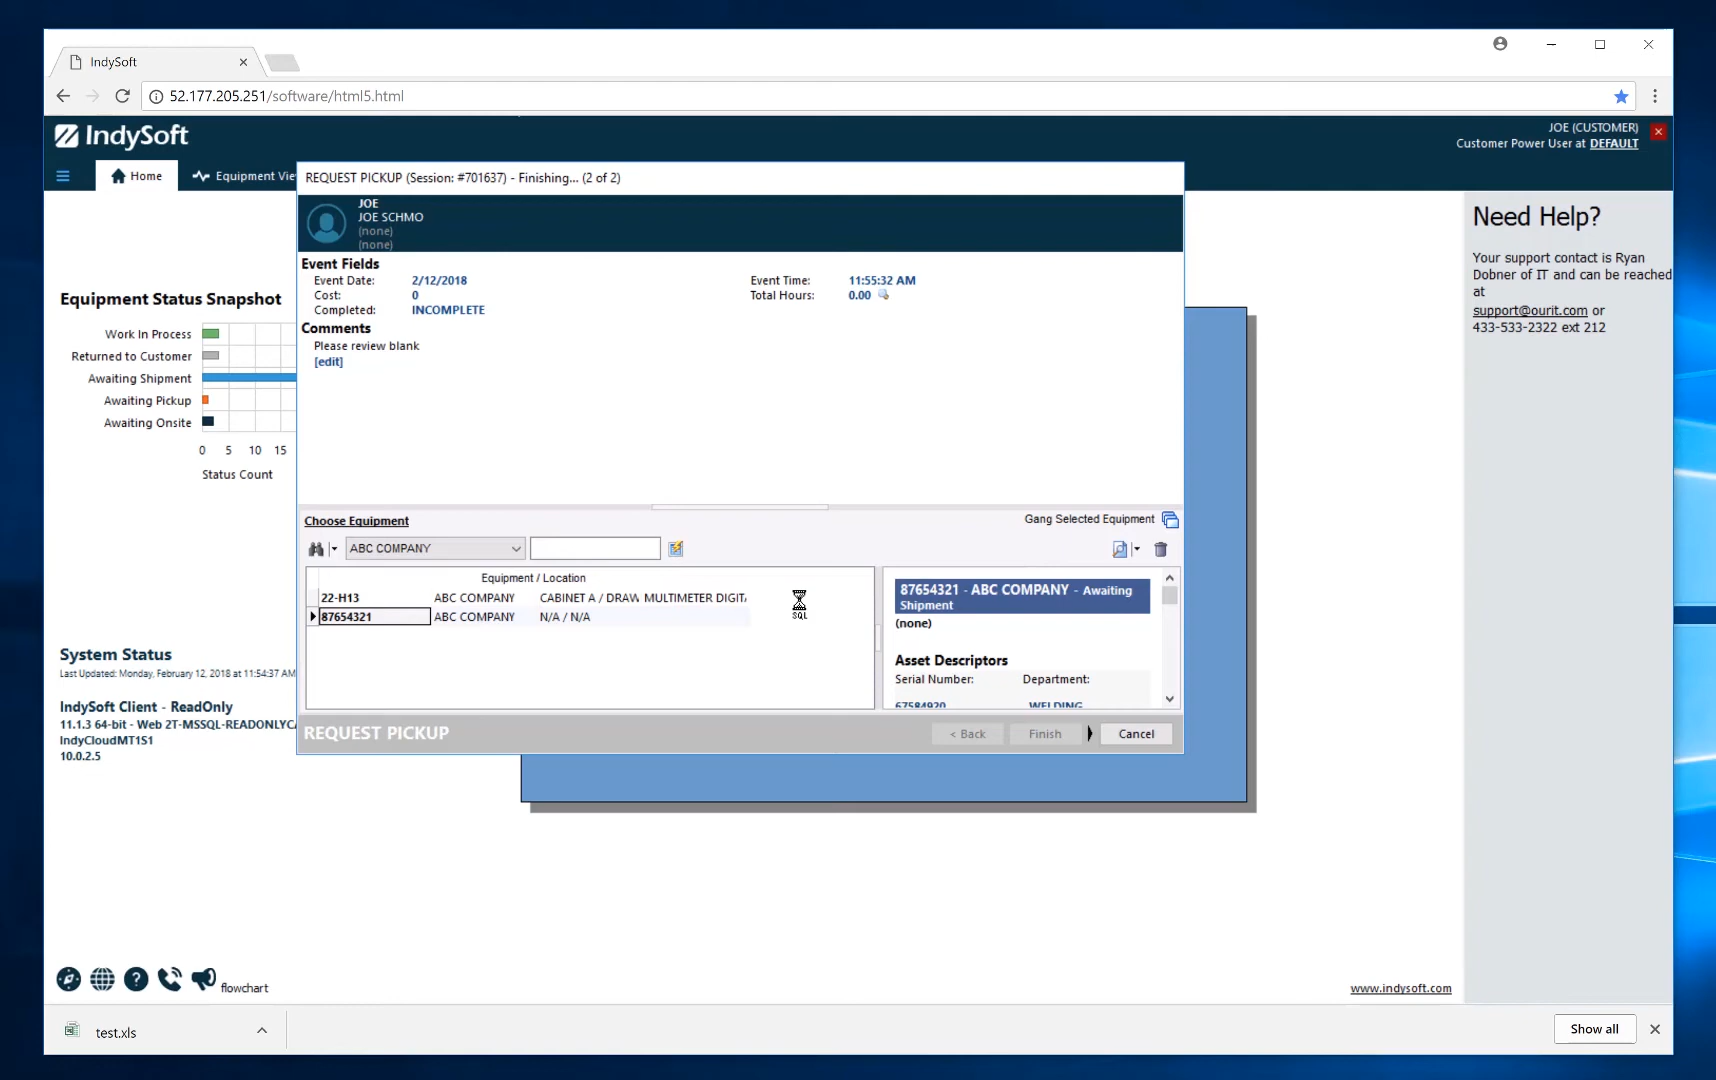 IndySoft
52.177.205.251/software/html5.html
IndySoft
JOE (CUSTOMER)
Customer Power User at DEFAULT
Home
Equipment Vie
REQUEST PICKUP (Session: #701637) - Finishing... (2 of 2)
JOE
JOE SCHMO
(none)
(none)
Event Fields
Event Date: 2/12/2018 Event Time: 11:55:32 AM
Cost: 0 Total Hours: 0.00
Completed: INCOMPLETE
Comments
Please review blank
[edit]
Need Help?
Your support contact is Ryan
Dobner of IT and can be reached
at
support@ourit.com or
433-533-2322 ext 212
Equipment Status Snapshot
Work In Process
Returned to Customer
Awaiting Shipment
Awaiting Pickup
Awaiting Onsite
0 5 10 15
Status Count
Choose Equipment
Gang Selected Equipment
ABC COMPANY
Equipment / Location
22-H13 ABC COMPANY CABINET A / DRAW MULTIMETER DIGITA
87654321 ABC COMPANY N/A / N/A
SQL
87654321 - ABC COMPANY - Awaiting
Shipment
(none)
Asset Descriptors
Serial Number: Department:
67584920 WELDING
REQUEST PICKUP
< Back
Finish
Cancel
System Status
Last Updated: Monday, February 12, 2018 at 11:54:37 AM
IndySoft Client - ReadOnly
11.1.3 64-bit - Web 2T-MSSQL-READONLYCA
IndyCloudMT1S1
10.0.2.5
flowchart
www.indysoft.com
test.xls
Show all